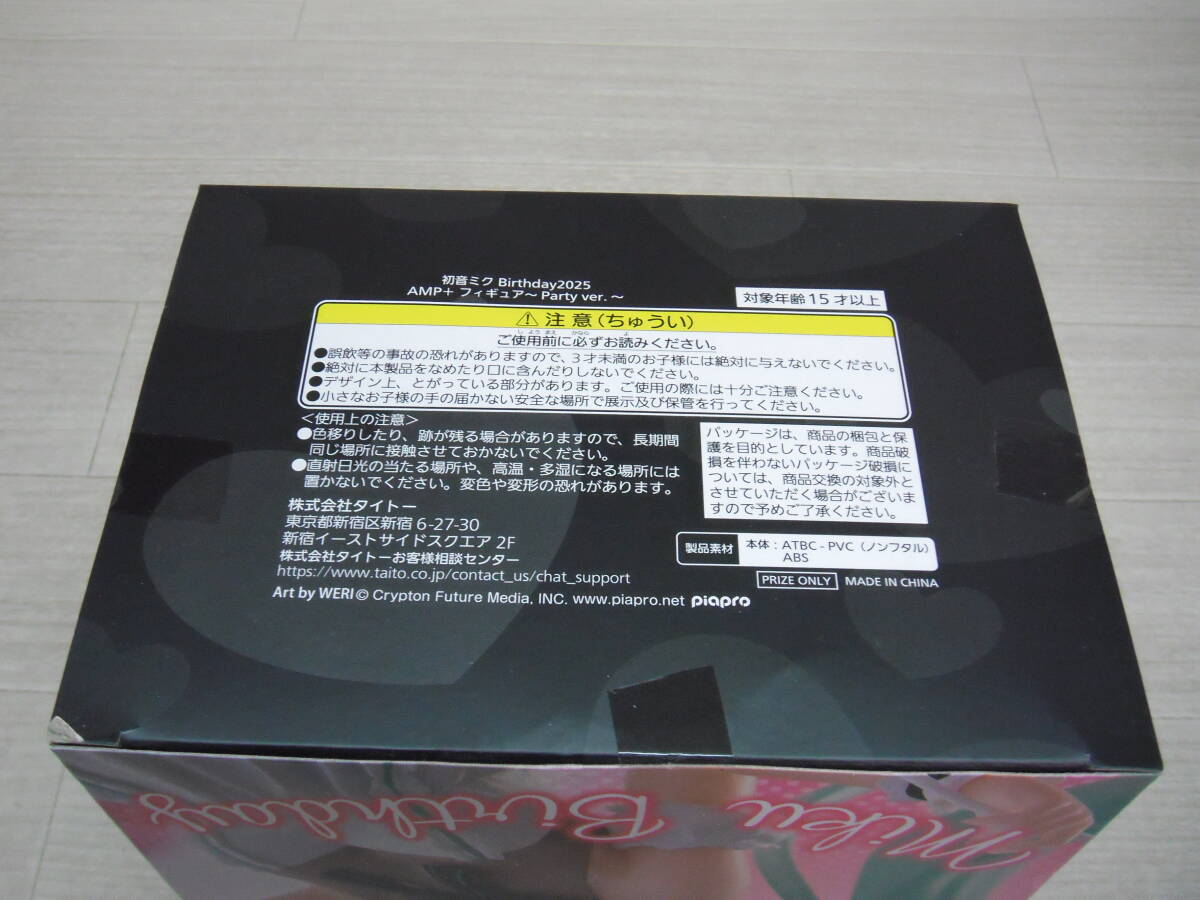 初音ミク Birthday2025
AMP+ フィギュア～Party ver.～
対象年齢15才以上
⚠ 注意(ちゅうい)
ご使用前に必ずお読みください。
●誤飲等の事故の恐れがありますので、3才未満のお子様には絶対に与えないでください。
●絶対に本製品をなめたり口に含んだりしないでください。
●デザイン上、とがっている部分があります。ご使用の際には十分ご注意ください。
●小さなお子様の手の届かない安全な場所で展示及び保管を行ってください。
＜使用上の注意＞
●色移りしたり、跡が残る場合がありますので、長期間
同じ場所に接触させておかないでください。
●直射日光の当たる場所や、高温・多湿になる場所には
置かないでください。変色や変形の恐れがあります。
パッケージは、商品の梱包と保
護を目的としています。商品破
損を伴わないパッケージ破損に
ついては、商品交換の対象外と
させていただく場合がございま
すので予めご了承ください。
株式会社タイトー
東京都新宿区新宿6-27-30
新宿イーストサイドスクエア 2F
株式会社タイトーお客様相談センター
https://www.taito.co.jp/contact_us/chat_support
製品素材
本体：ATBC-PVC（ノンフタル）
ABS
PRIZE ONLY MADE IN CHINA
Art by WERI © Crypton Future Media, INC. www.piapro.net piapro
Miku Birthday